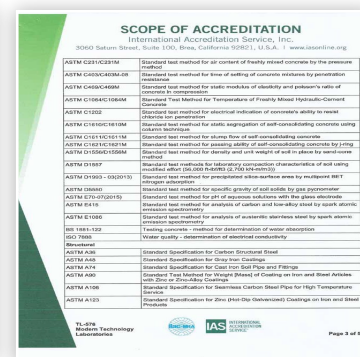 SCOPE OF ACCREDITATION
International Accreditation Service, Inc.
3060 Saturn Street, Suite 100, Brea, California 92821, U.S.A. | www.iasonline.org
ASTM C231/C231M Standard test method for air content of freshly mixed concrete by the pressure
method
ASTM C403/C403M-08 Standard test method for time of setting of concrete mixtures by penetration
resistance
ASTM C469/C469M Standard test method for static modulus of elasticity and poisson's ratio of
concrete in compression
ASTM C1064/C1064M Standard Test Method for Temperature of Freshly Mixed Hydraulic-Cement
Concrete
ASTM C1202 Standard test method for electrical indication of concrete's ability to resist
chloride ion penetration
ASTM C1610/C1610M Standard test method for static segregation of self-consolidating concrete using
column technique
ASTM C1611/C1611M Standard test method for slump flow of self-consolidating concrete
ASTM C1621/C1621M Standard test method for passing ability of self-consolidating concrete by j-ring
ASTM D1556/D1556M Standard test method for density and unit weight of soil in place by sand-cone
method
ASTM D1557 Standard test methods for laboratory compaction characteristics of soil using
modified effort (56,000 ft-lbf/ft3 (2,700 kN-m/m3))
ASTM D1993 - 03(2013) Standard test method for precipitated silica-surface area by multipoint BET
nitrogen adsorption
ASTM D5550 Standard test method for specific gravity of soil solids by gas pycnometer
ASTM E70-07(2015) Standard test method for pH of aqueous solutions with the glass electrode
ASTM E415 Standard test method for analysis of carbon and low-alloy steel by spark atomic
emission spectrometry
ASTM E1086 Standard test method for analysis of austenitic stainless steel by spark atomic
emission spectrometry
BS 1881-122 Testing concrete - method for determination of water absorption
ISO 7888 Water quality - determination of electrical conductivity
Structural
ASTM A36 Standard Specification for Carbon Structural Steel
ASTM A48 Standard Specification for Gray Iron Castings
ASTM A74 Standard Specification for Cast Iron Soil Pipe and Fittings
ASTM A90 Standard Test Method for Weight [Mass] of Coating on Iron and Steel Articles
with Zinc or Zinc-Alloy Coatings
ASTM A106 Standard Specification for Seamless Carbon Steel Pipe for High Temperature
Service
ASTM A123 Standard Specification for Zinc (Hot-Dip Galvanized) Coatings on Iron and Steel
Products
TL-576
Modern Technology
Laboratories
ilac-MRA
IAS INTERNATIONAL
ACCREDITATION
SERVICE
Page 3 of